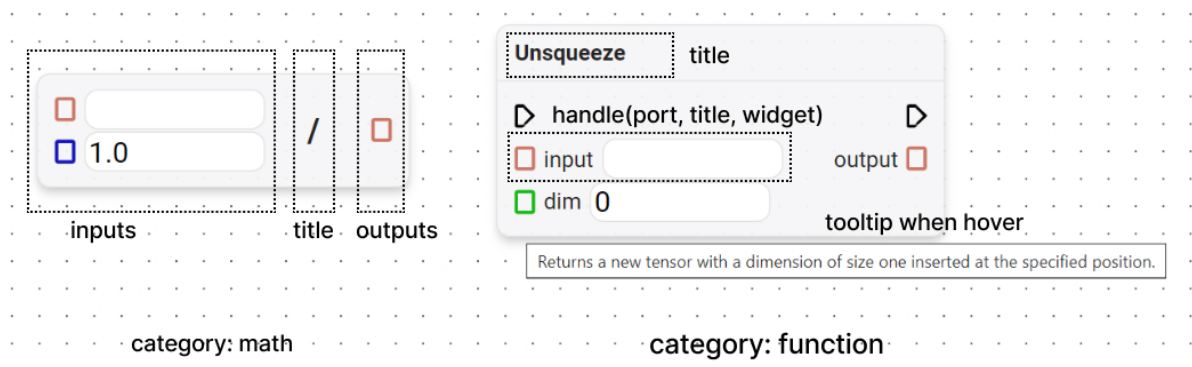 1.0
/
inputs
title
outputs
category: math
Unsqueeze
title
handle(port, title, widget)
input
output
dim
0
tooltip when hover
Returns a new tensor with a dimension of size one inserted at the specified position.
category: function